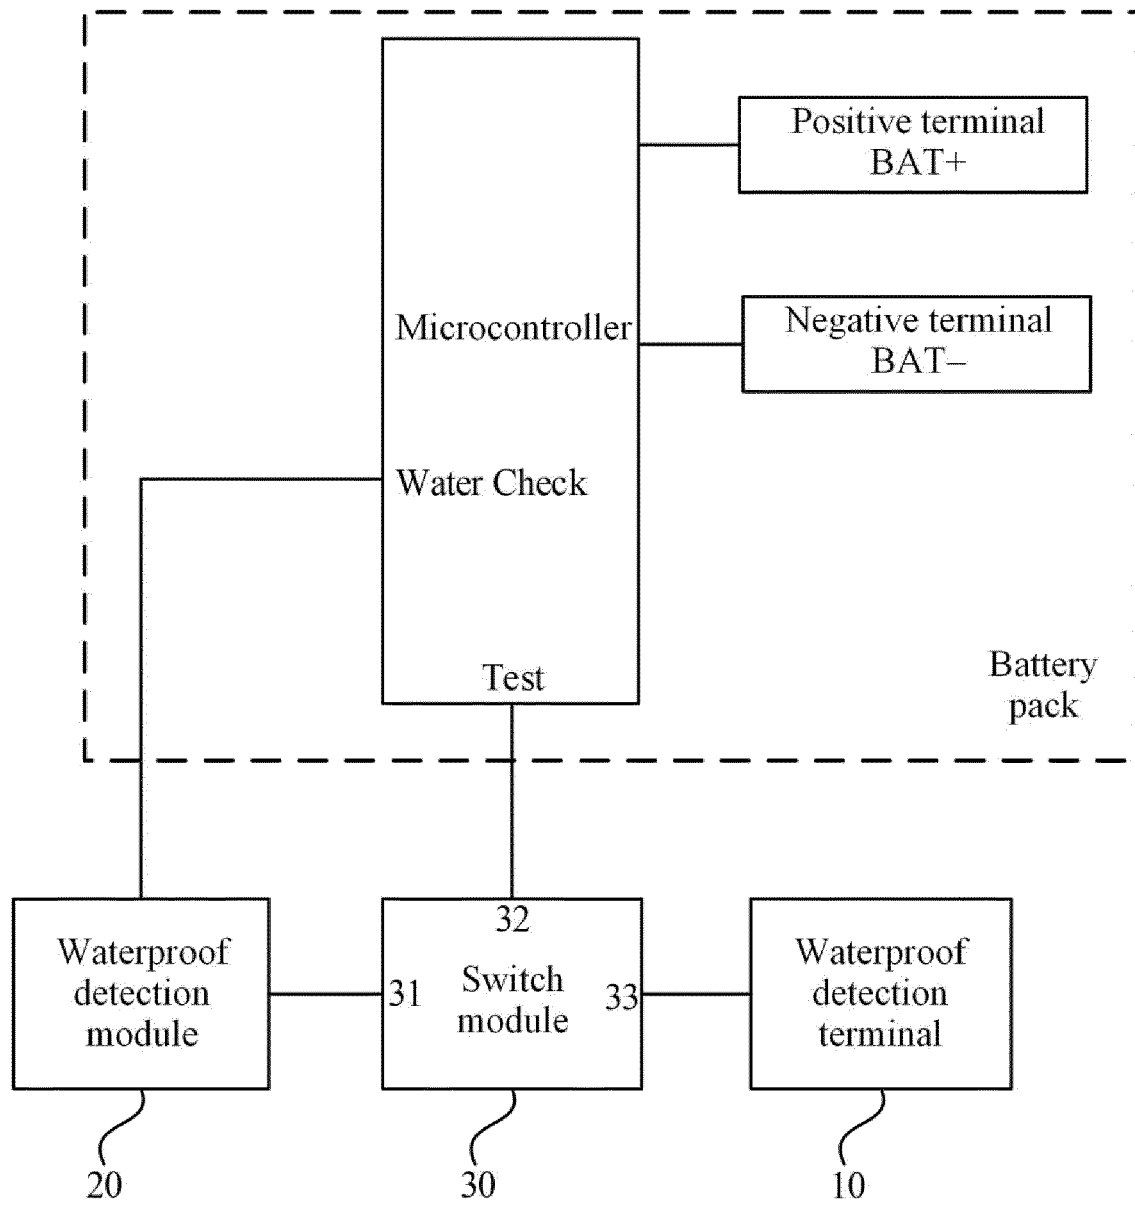 Positive terminal
BAT+
Microcontroller
Negative terminal
BAT–
Water Check
Test
Battery
pack
Waterproof
detection
module
31
32
Switch
module
33
Waterproof
detection
terminal
20
30
10